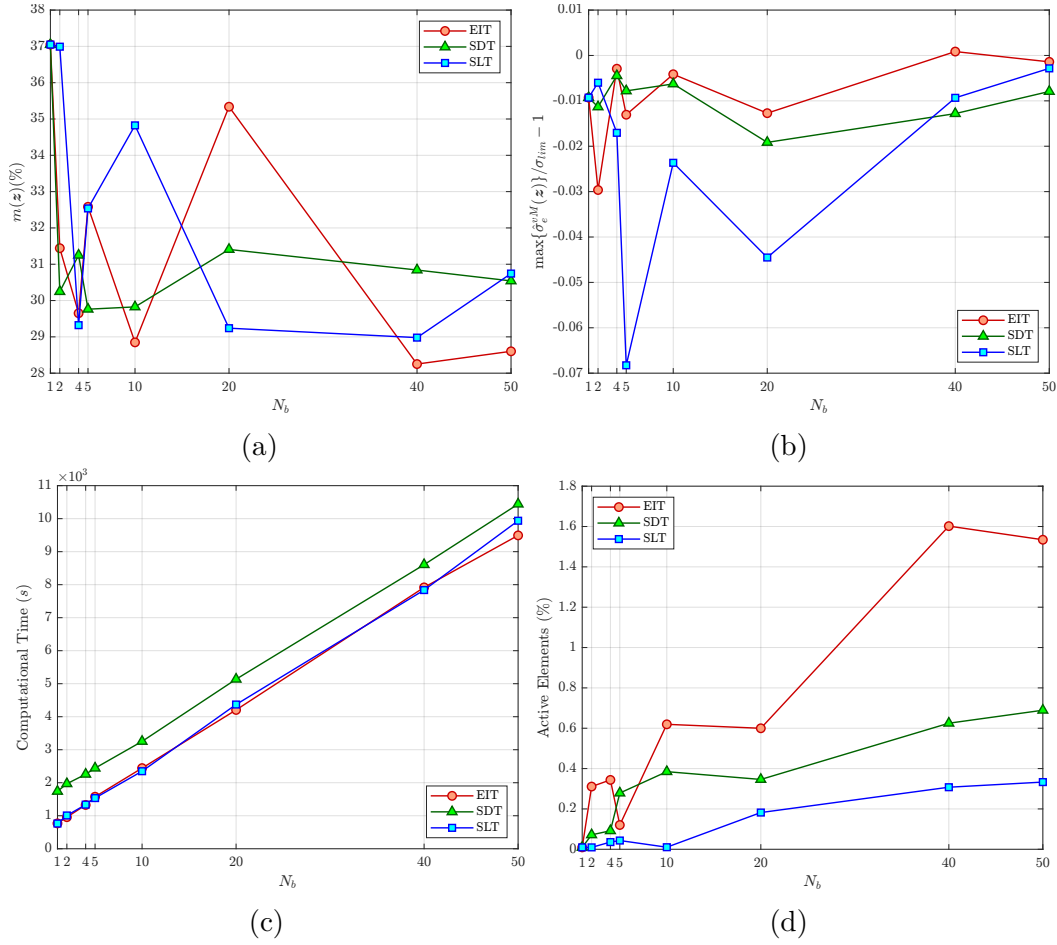 38
37
36
35
34
33
32
31
30
29
28
m(z)(%)
1 2 4 5 10 20 40 50
N_b
EIT
SDT
SLT
(a)
0.01
0
-0.01
-0.02
-0.03
-0.04
-0.05
-0.06
-0.07
max{σ̂_e^{vM}(z)}/σ_{lim} − 1
1 2 4 5 10 20 40 50
N_b
EIT
SDT
SLT
(b)
×10³
11
10
9
8
7
6
5
4
3
2
1
0
Computational Time (s)
1 2 4 5 10 20 40 50
N_b
EIT
SDT
SLT
(c)
1.8
1.6
1.4
1.2
1
0.8
0.6
0.4
0.2
0
Active Elements (%)
1 2 4 5 10 20 40 50
N_b
EIT
SDT
SLT
(d)